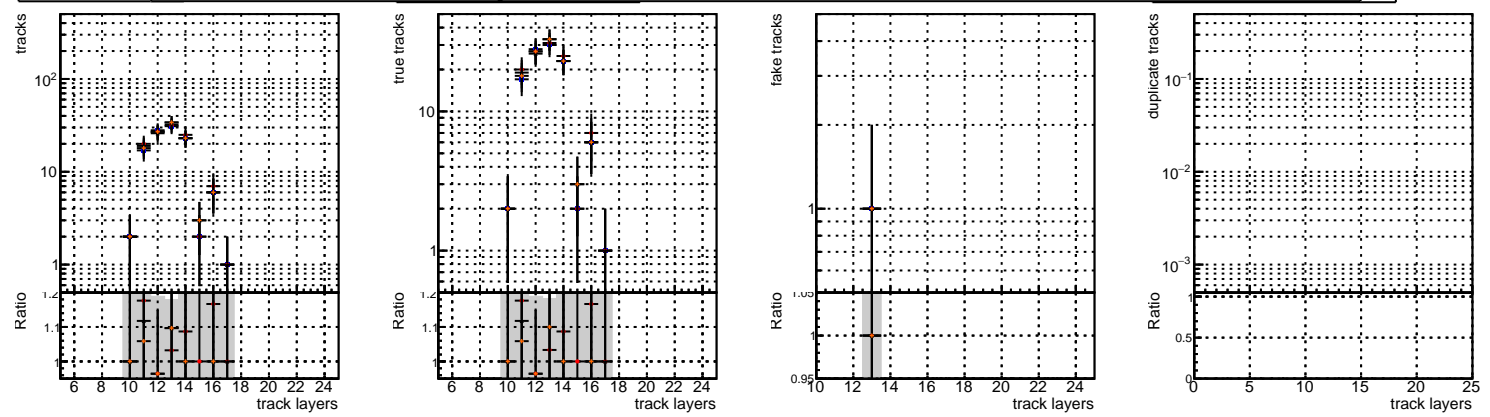 tracks
10²
10
1
1.2
1.1
1
Ratio
6 8 10 12 14 16 18 20 22 24
track layers
true tracks
10
1
1.2
1.1
1
Ratio
6 8 10 12 14 16 18 20 22 24
track layers
fake tracks
1
1.05
1
0.95
Ratio
10 12 14 16 18 20 22 24
track layers
duplicate tracks
10⁻¹
10⁻²
10⁻³
1
0.5
0
Ratio
0 5 10 15 20 25
track layers